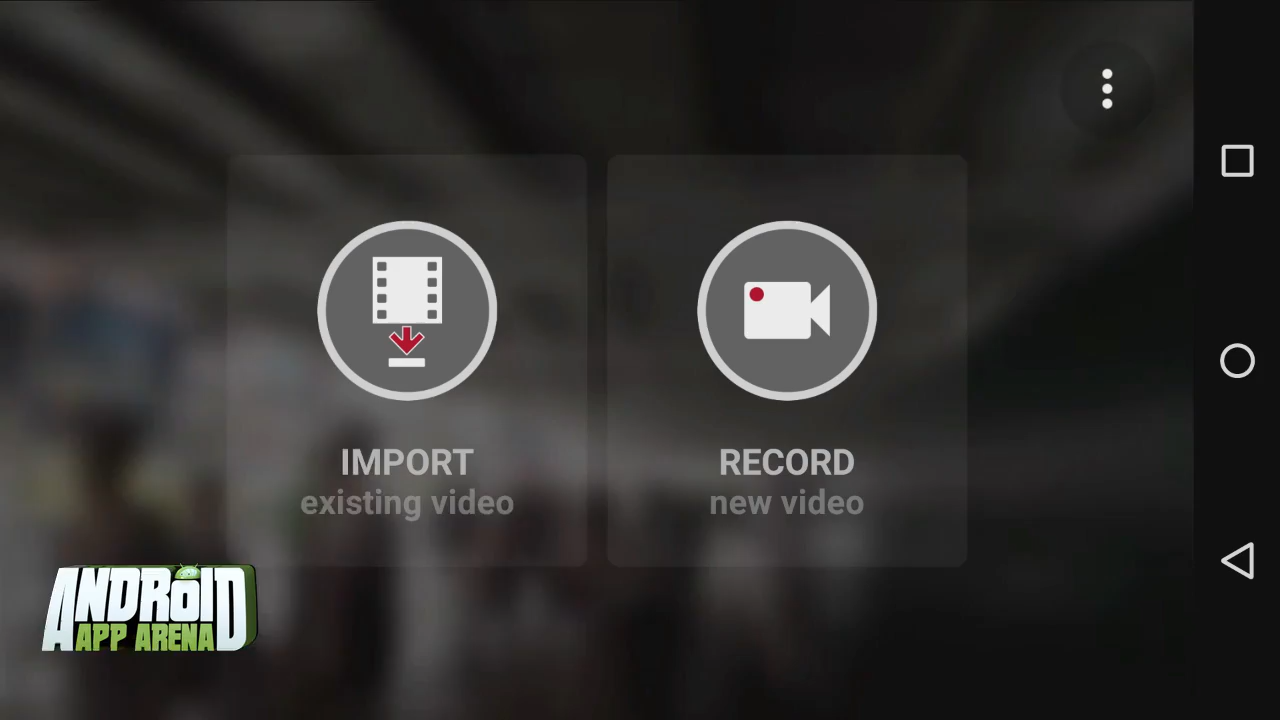 IMPORT
existing video
RECORD
new video
ANDROID
APP ARENA